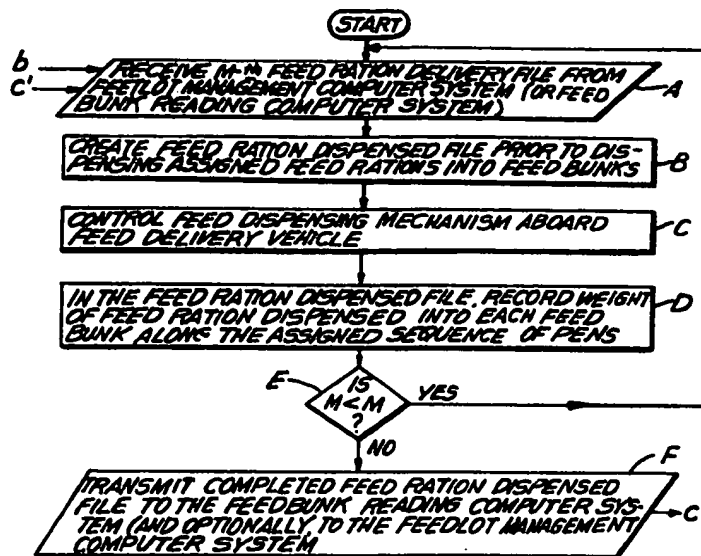 START
b
RECEIVE M-TH FEED RATION DELIVERY FILE FROM
c'
FEETLOT MANAGEMENT COMPUTER SYSTEM (OR FEED
BUNK READING COMPUTER SYSTEM)
A
CREATE FEED RATION DISPENSED FILE PRIOR TO DIS-
PENSING ASSIGNED FEED RATIONS INTO FEED BUNKS
B
CONTROL FEED DISPENSING MECHANISM ABOARD
FEED DELIVERY VEHICLE
C
IN THE FEED RATION DISPENSED FILE, RECORD WEIGHT
OF FEED RATION DISPENSED INTO EACH FEED
BUNK ALONG THE ASSIGNED SEQUENCE OF PENS
D
E
IS
M < M
?
YES
NO
F
TRANSMIT COMPLETED FEED RATION DISPENSED
FILE TO THE FEEDBUNK READING COMPUTER SYS-
TEM (AND OPTIONALLY, TO THE FEEDLOT MANAGEMENT
COMPUTER SYSTEM
C